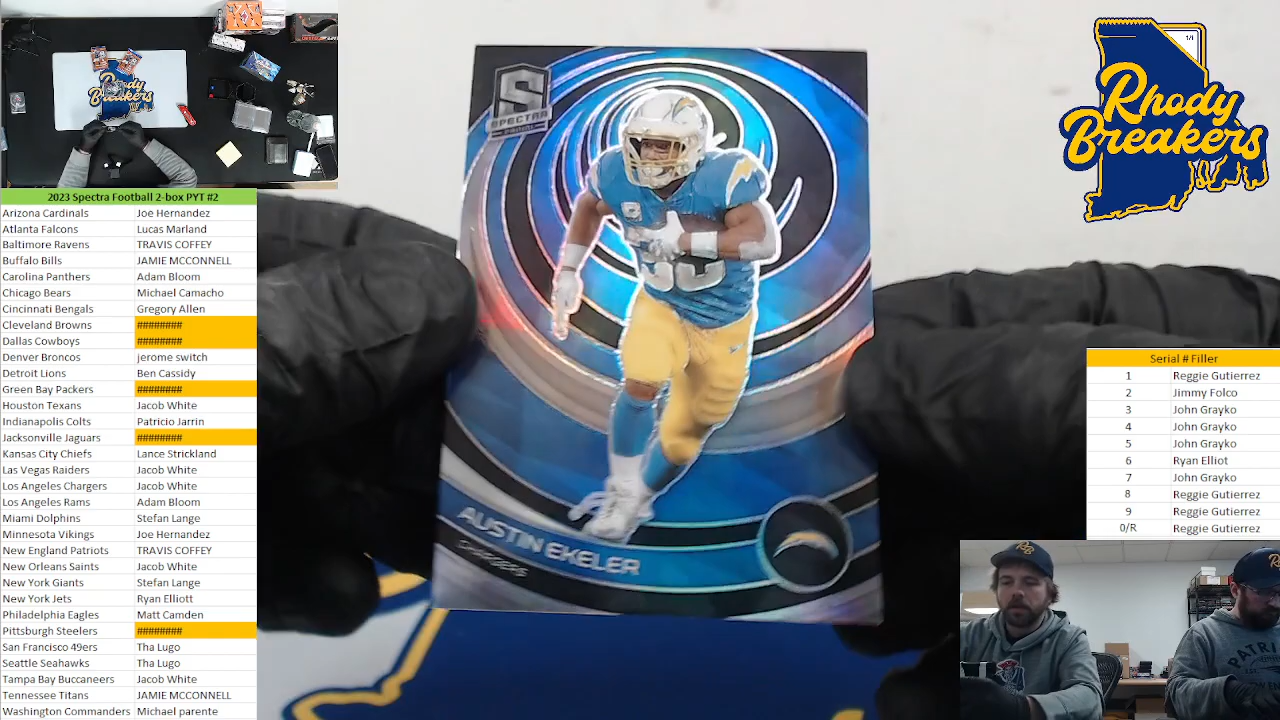 2023 Spectra Football 2-box PYT #2
Arizona Cardinals Joe Hernandez
Atlanta Falcons Lucas Marland
Baltimore Ravens TRAVIS COFFEY
Buffalo Bills JAMIE MCCONNELL
Carolina Panthers Adam Bloom
Chicago Bears Michael Camacho
Cincinnati Bengals Gregory Allen
Cleveland Browns ########
Dallas Cowboys ########
Denver Broncos jerome switch
Detroit Lions Ben Cassidy
Green Bay Packers ########
Houston Texans Jacob White
Indianapolis Colts Patricio Jarrin
Jacksonville Jaguars ########
Kansas City Chiefs Lance Strickland
Las Vegas Raiders Jacob White
Los Angeles Chargers Jacob White
Los Angeles Rams Adam Bloom
Miami Dolphins Stefan Lange
Minnesota Vikings Joe Hernandez
New England Patriots TRAVIS COFFEY
New Orleans Saints Jacob White
New York Giants Stefan Lange
New York Jets Ryan Elliott
Philadelphia Eagles Matt Camden
Pittsburgh Steelers ########
San Francisco 49ers Tha Lugo
Seattle Seahawks Tha Lugo
Tampa Bay Buccaneers Jacob White
Tennessee Titans JAMIE MCCONNELL
Washington Commanders Michael parente
Rhody
Breakers
S
SPECTRA
PANINI
AUSTIN EKELER
CHARGERS
1/1
Rhody
Breakers
Serial # Filler
1 Reggie Gutierrez
2 Jimmy Folco
3 John Grayko
4 John Grayko
5 John Grayko
6 Ryan Elliot
7 John Grayko
8 Reggie Gutierrez
9 Reggie Gutierrez
0/R Reggie Gutierrez
RB